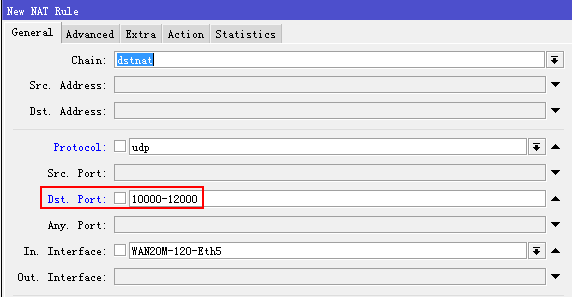 New NAT Rule
General Advanced Extra Action Statistics
Chain: dstnat
Src. Address:
Dst. Address:
Protocol: udp
Src. Port:
Dst. Port: 10000-12000
Any. Port:
In. Interface: WAN20M-120-Eth5
Out. Interface: